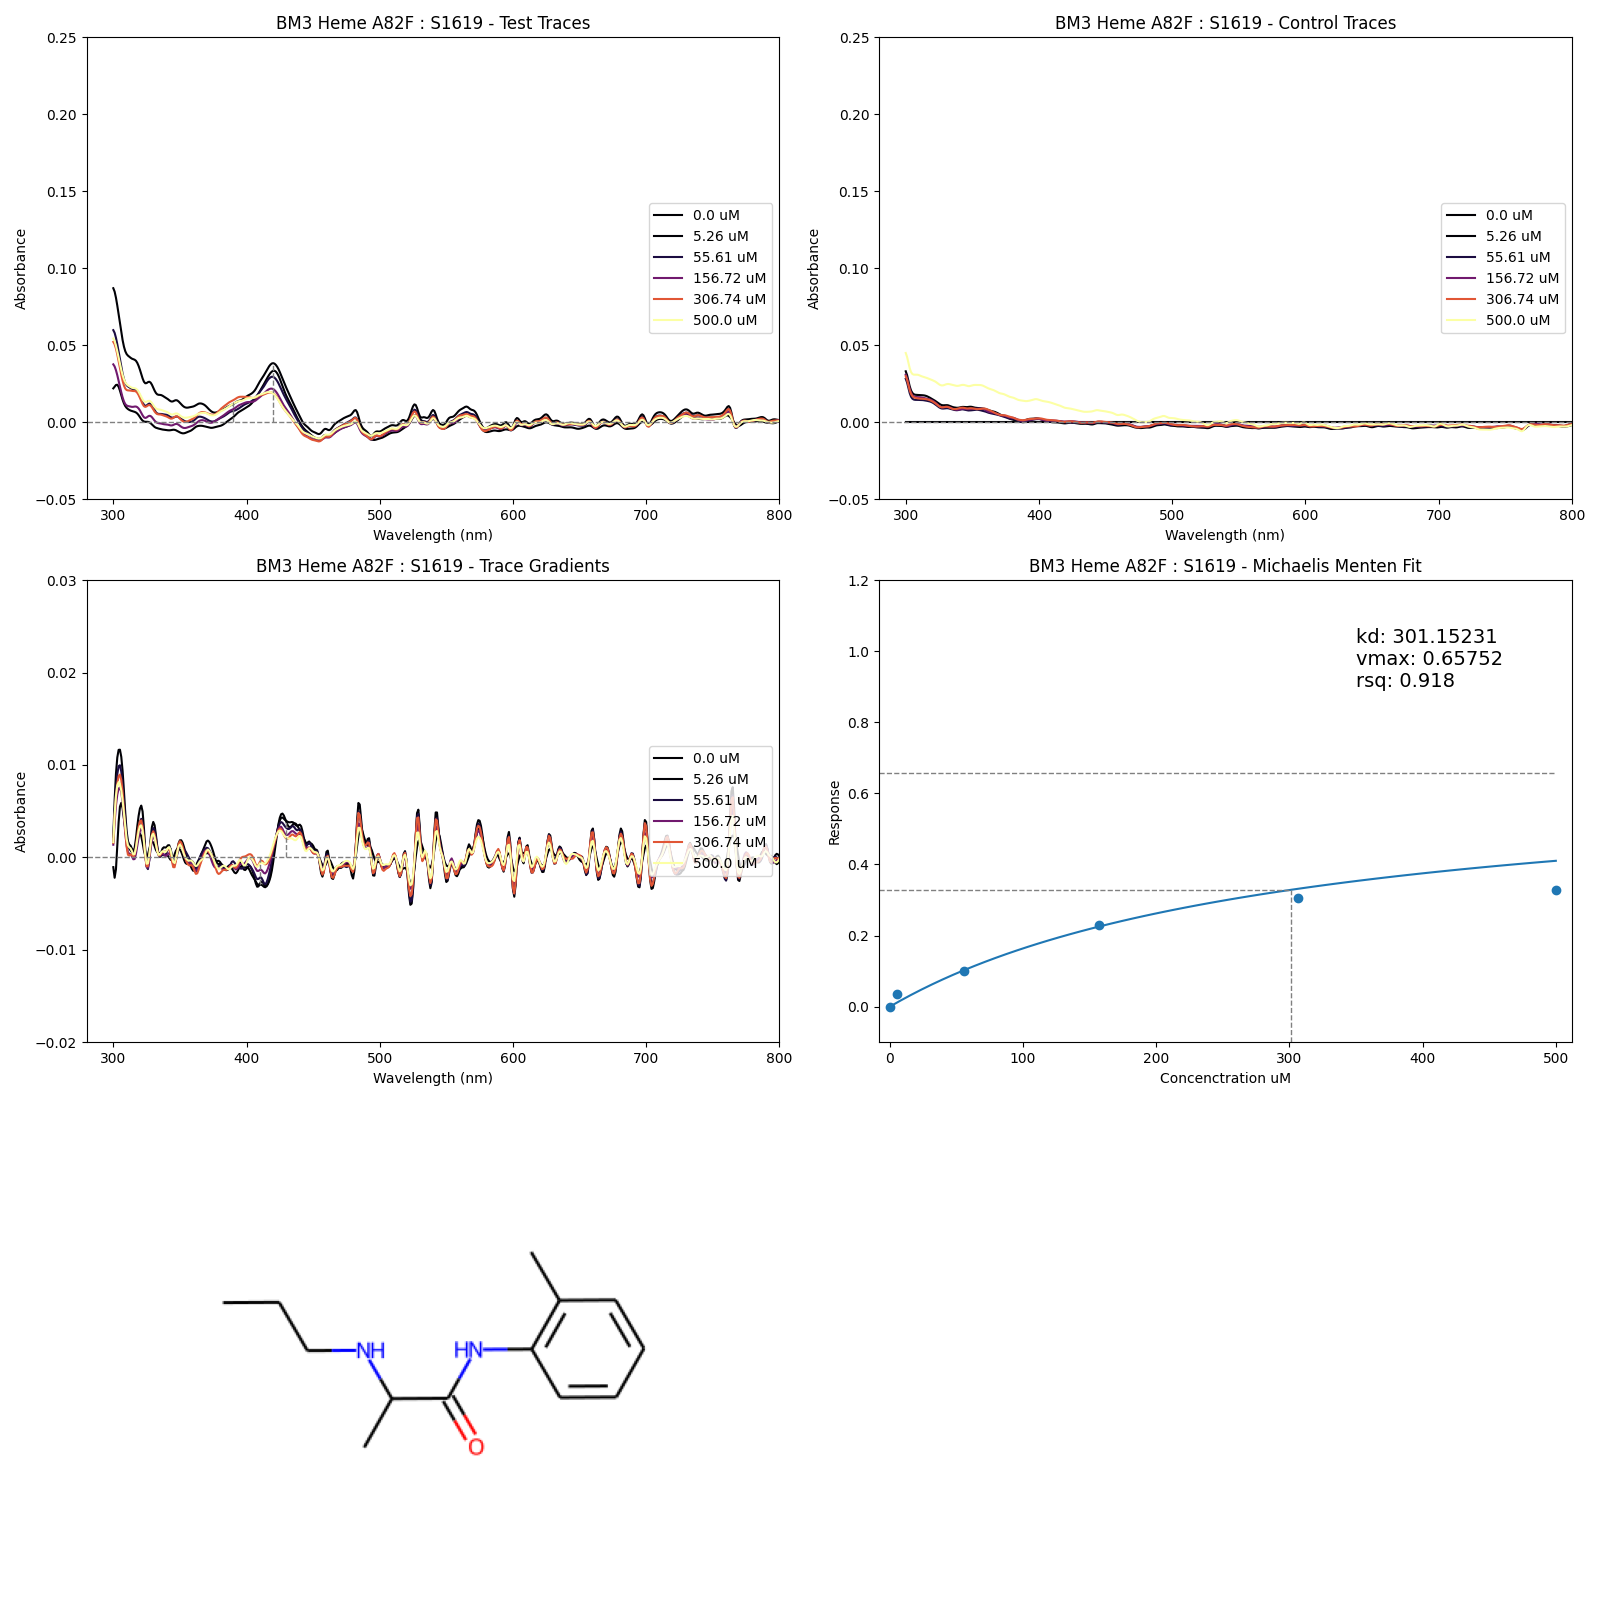 BM3 Heme A82F : S1619 - Test Traces
0.25
0.20
0.15
0.10
0.05
0.00
−0.05
Absorbance
300 400 500 600 700 800
Wavelength (nm)
0.0 uM
5.26 uM
55.61 uM
156.72 uM
306.74 uM
500.0 uM
BM3 Heme A82F : S1619 - Control Traces
0.25
0.20
0.15
0.10
0.05
0.00
−0.05
Absorbance
300 400 500 600 700 800
Wavelength (nm)
0.0 uM
5.26 uM
55.61 uM
156.72 uM
306.74 uM
500.0 uM
BM3 Heme A82F : S1619 - Trace Gradients
0.03
0.02
0.01
0.00
−0.01
−0.02
Absorbance
300 400 500 600 700 800
Wavelength (nm)
0.0 uM
5.26 uM
55.61 uM
156.72 uM
306.74 uM
500.0 uM
BM3 Heme A82F : S1619 - Michaelis Menten Fit
1.2
1.0
0.8
0.6
0.4
0.2
0.0
Response
kd: 301.15231
vmax: 0.65752
rsq: 0.918
0 100 200 300 400 500
Concenctration uM
NH
HN
O